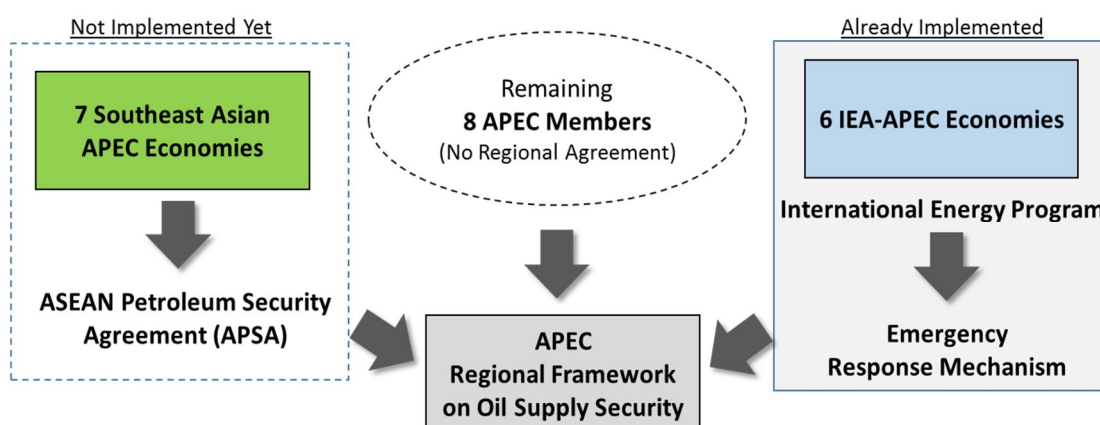 Not Implemented Yet
7 Southeast Asian
APEC Economies
ASEAN Petroleum Security
Agreement (APSA)
Remaining
8 APEC Members
(No Regional Agreement)
APEC
Regional Framework
on Oil Supply Security
Already Implemented
6 IEA-APEC Economies
International Energy Program
Emergency
Response Mechanism